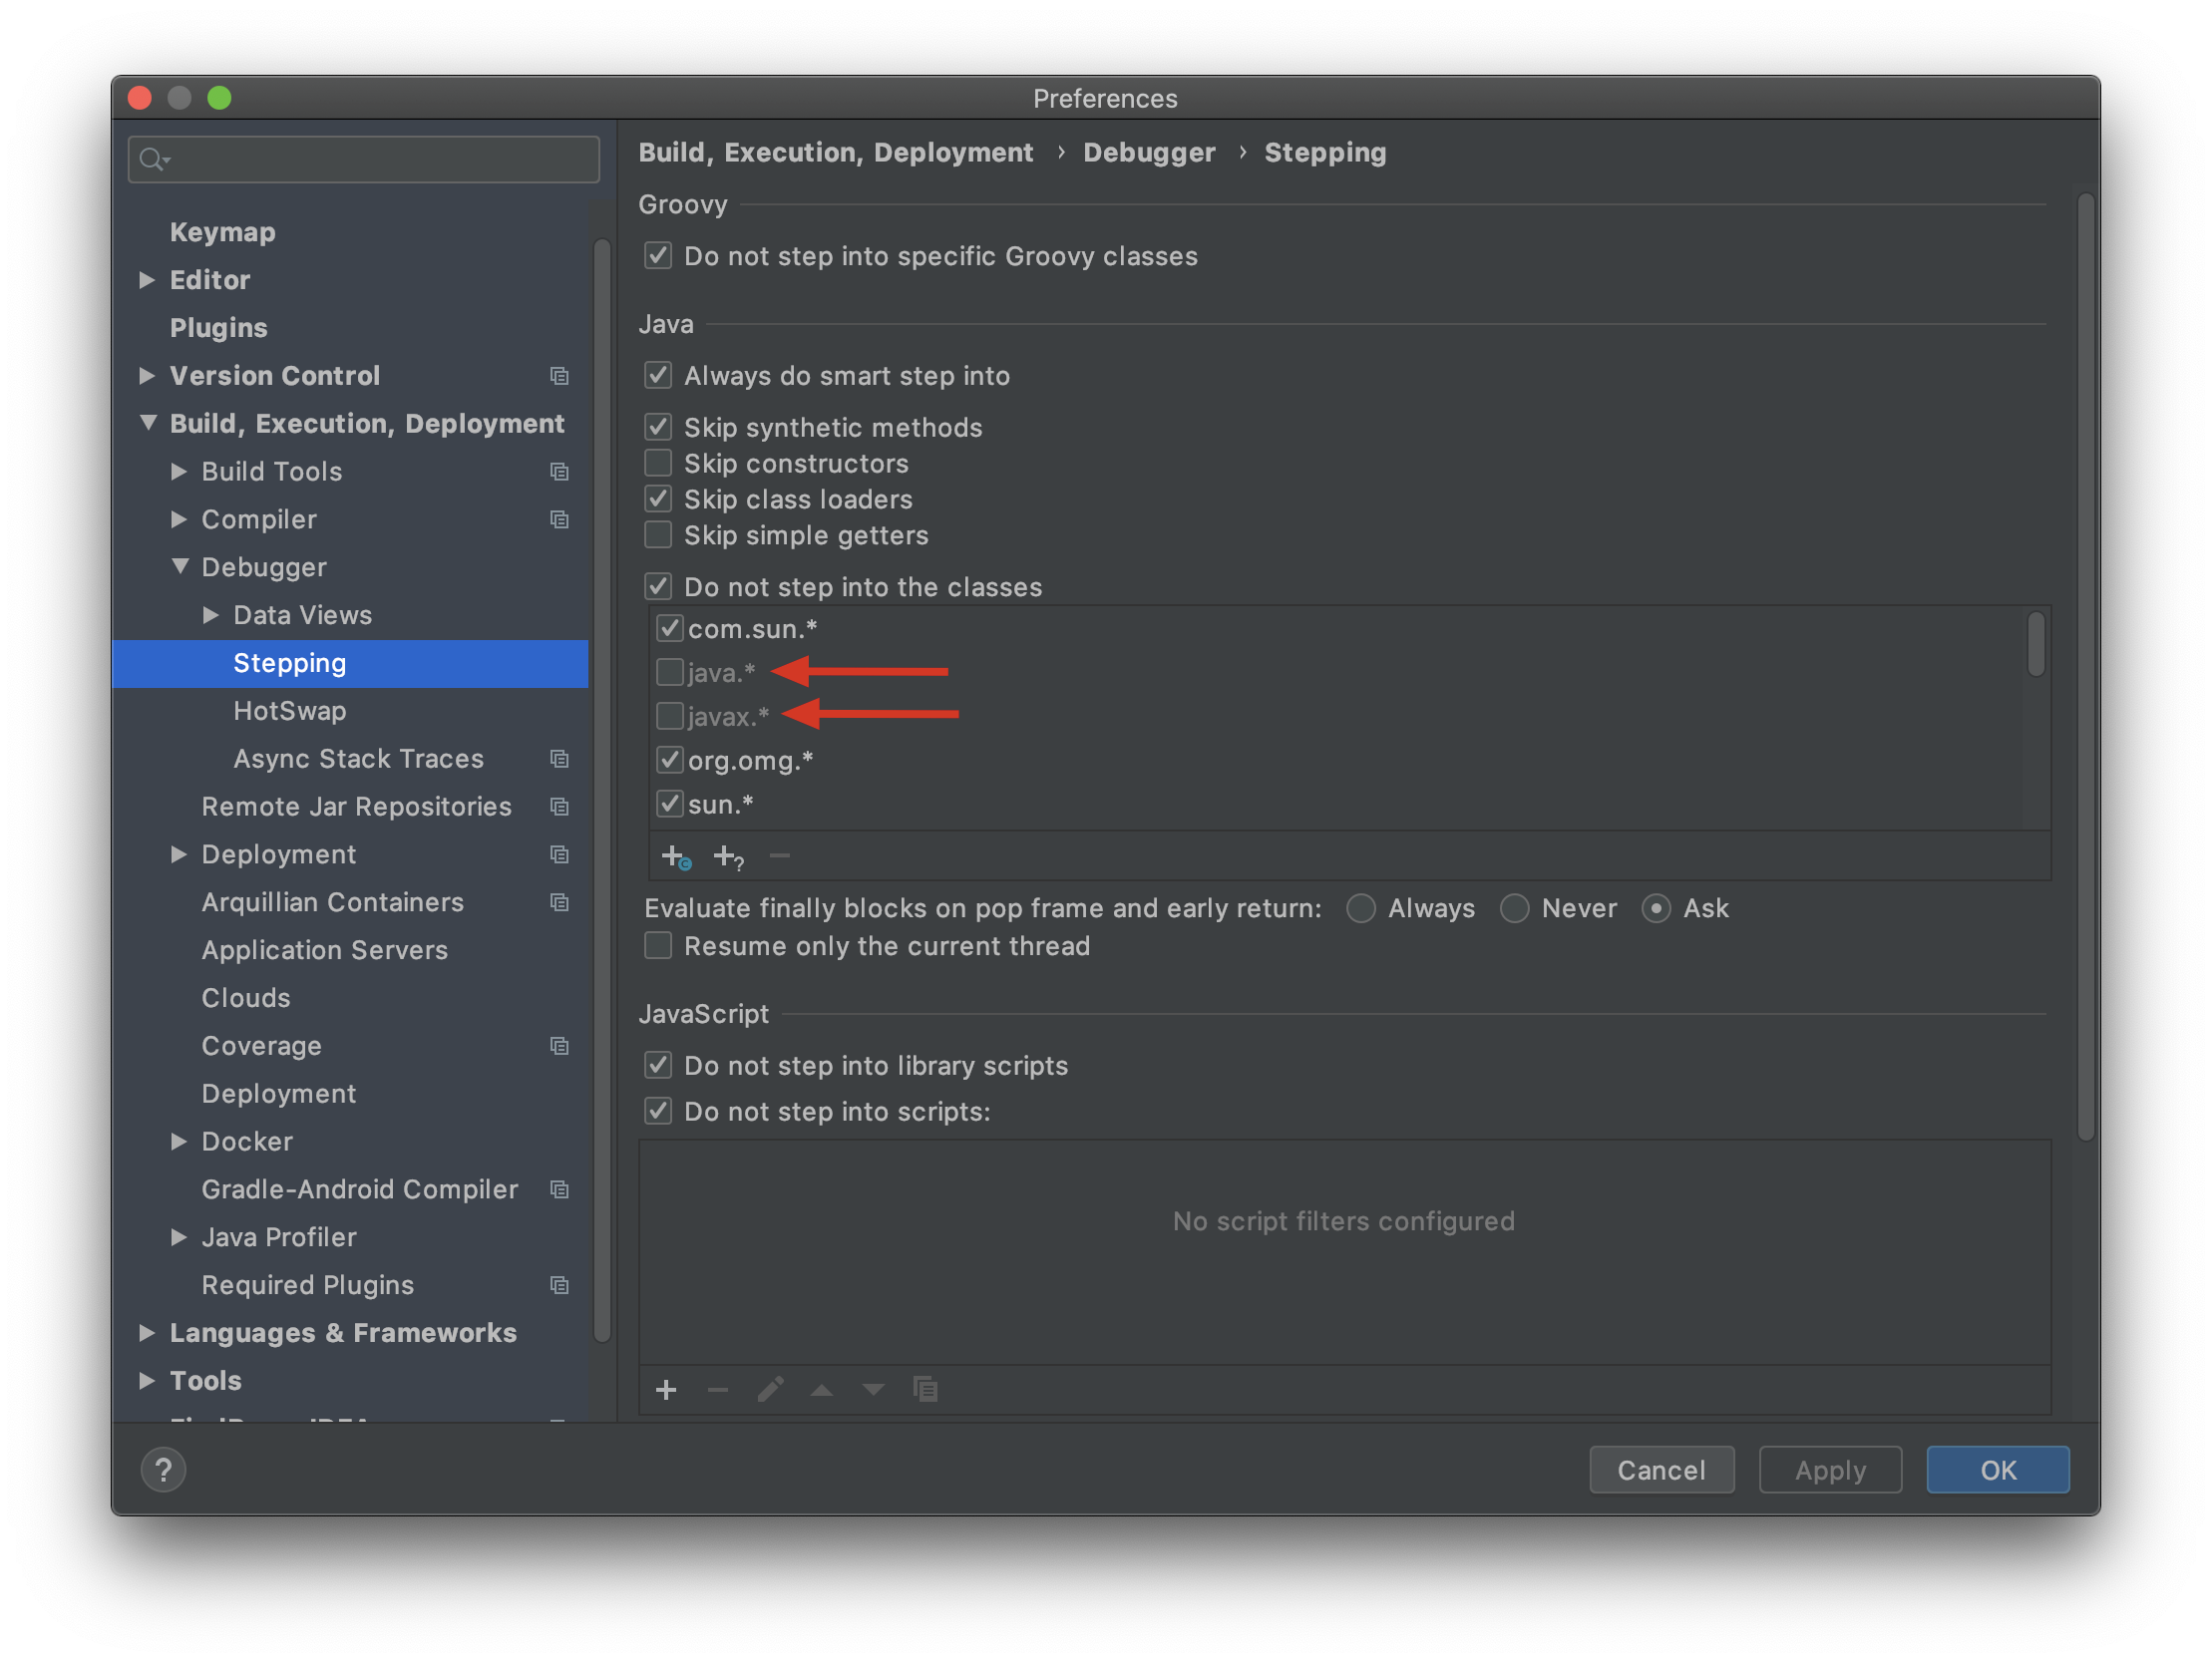 Preferences
Keymap
Editor
Plugins
Version Control
Build, Execution, Deployment
Build Tools
Compiler
Debugger
Data Views
Stepping
HotSwap
Async Stack Traces
Remote Jar Repositories
Deployment
Arquillian Containers
Application Servers
Clouds
Coverage
Deployment
Docker
Gradle-Android Compiler
Java Profiler
Required Plugins
Languages & Frameworks
Tools
Build, Execution, Deployment › Debugger › Stepping
Groovy
Do not step into specific Groovy classes
Java
Always do smart step into
Skip synthetic methods
Skip constructors
Skip class loaders
Skip simple getters
Do not step into the classes
com.sun.*
java.*
javax.*
org.omg.*
sun.*
Evaluate finally blocks on pop frame and early return: Always Never Ask
Resume only the current thread
JavaScript
Do not step into library scripts
Do not step into scripts:
No script filters configured
? Cancel Apply OK